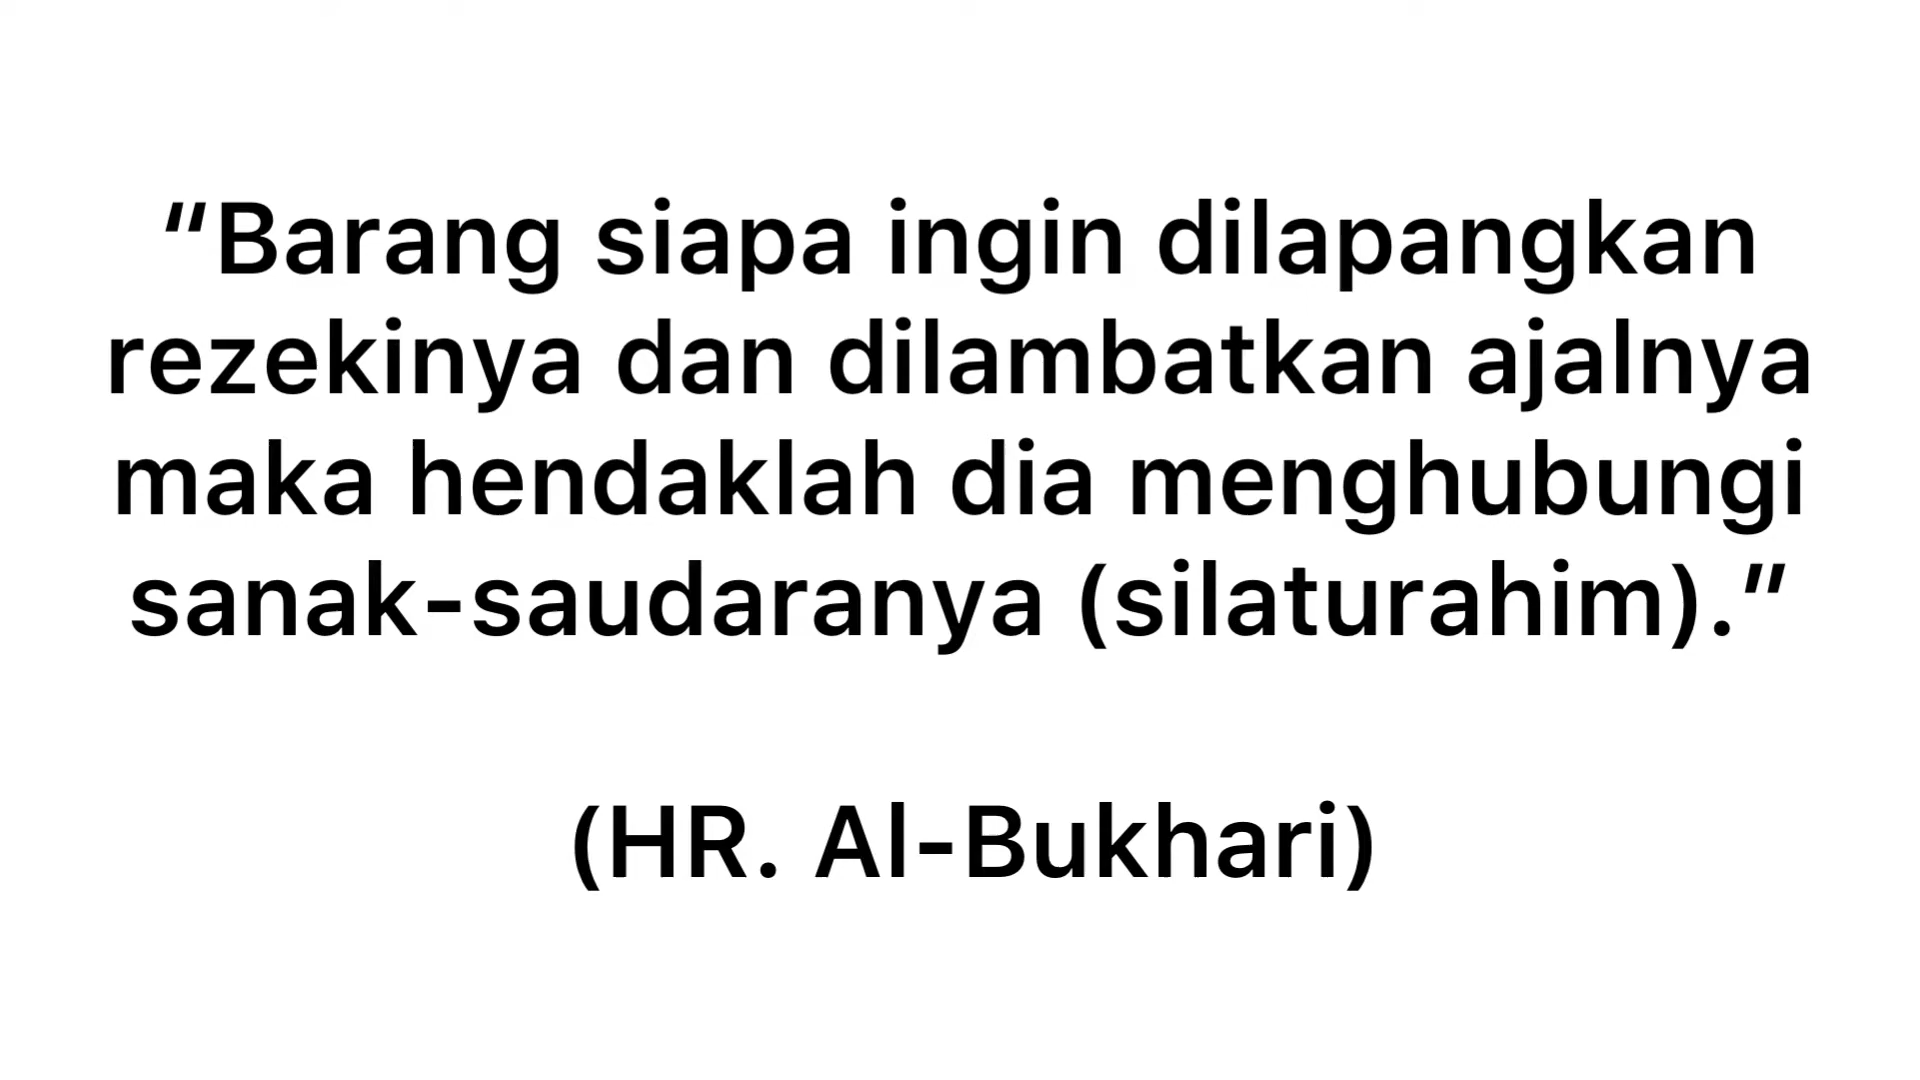 “Barang siapa ingin dilapangkan
rezekinya dan dilambatkan ajalnya
maka hendaklah dia menghubungi
sanak-saudaranya (silaturahim).”
(HR. Al-Bukhari)